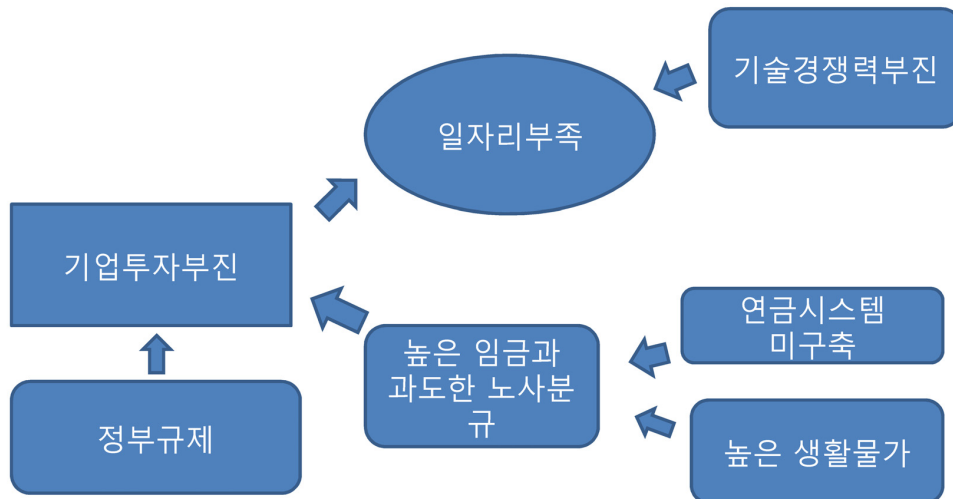 기술경쟁력부진
일자리부족
기업투자부진
연금시스템
미구축
높은 임금과
과도한 노사분
규
정부규제
높은 생활물가